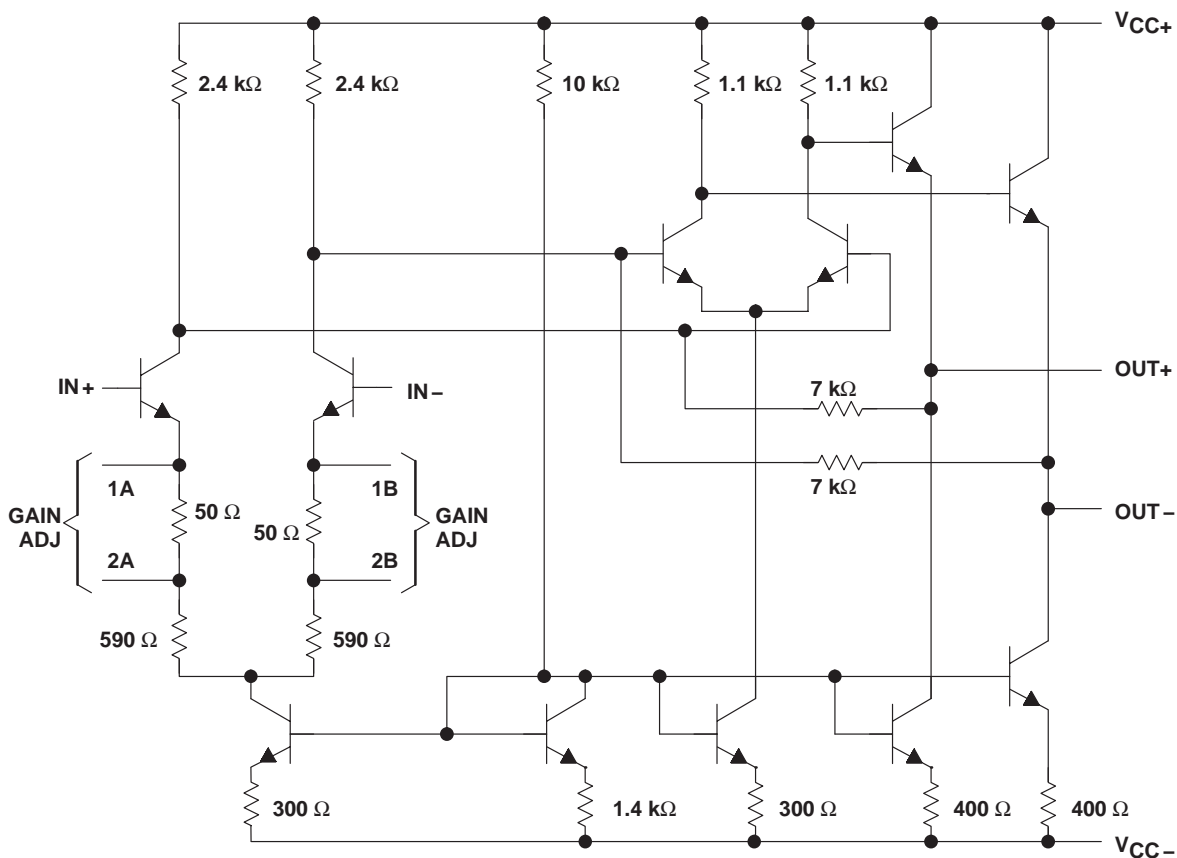 VCC+
2.4 kΩ
2.4 kΩ
10 kΩ
1.1 kΩ
1.1 kΩ
IN+
IN−
OUT+
7 kΩ
1A
1B
7 kΩ
OUT−
GAIN
ADJ
50 Ω
50 Ω
GAIN
ADJ
2A
2B
590 Ω
590 Ω
300 Ω
1.4 kΩ
300 Ω
400 Ω
400 Ω
VCC−